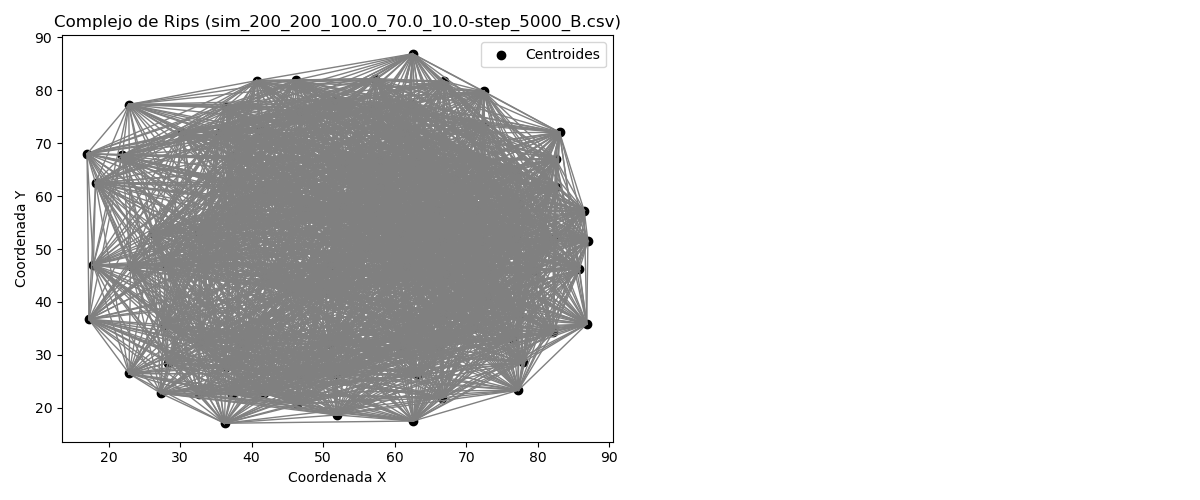 Complejo de Rips (sim_200_200_100.0_70.0_10.0-step_5000_B.csv)
Centroides
Coordenada Y
90
80
70
60
50
40
30
20
20 30 40 50 60 70 80 90
Coordenada X